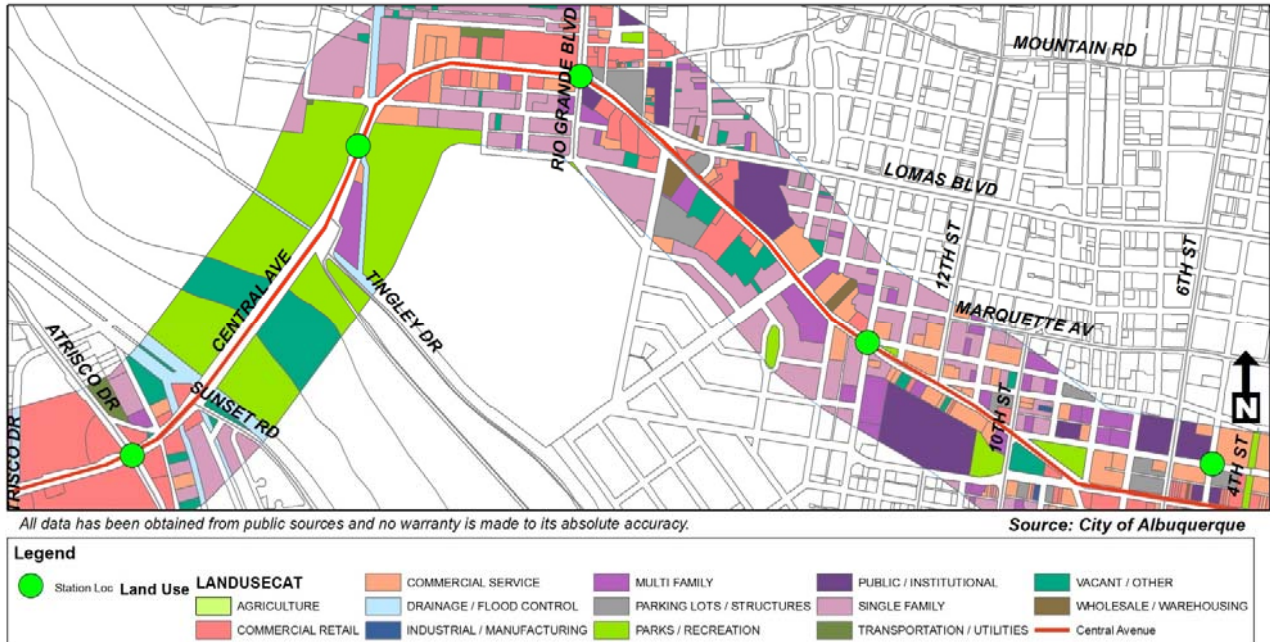 MOUNTAIN RD
RIO GRANDE BLVD
LOMAS BLVD
12TH ST
6TH ST
MARQUETTE AV
CENTRAL AVE
TINGLEY DR
ATRISCO DR
SUNSET RD
10TH ST
N
4TH ST
TRISCO DR
All data has been obtained from public sources and no warranty is made to its absolute accuracy.
Source: City of Albuquerque
Legend
Station Loc Land Use
LANDUSECAT
AGRICULTURE
COMMERCIAL RETAIL
COMMERCIAL SERVICE
DRAINAGE / FLOOD CONTROL
INDUSTRIAL / MANUFACTURING
MULTI FAMILY
PARKING LOTS / STRUCTURES
PARKS / RECREATION
PUBLIC / INSTITUTIONAL
SINGLE FAMILY
TRANSPORTATION / UTILITIES
VACANT / OTHER
WHOLESALE / WAREHOUSING
Central Avenue